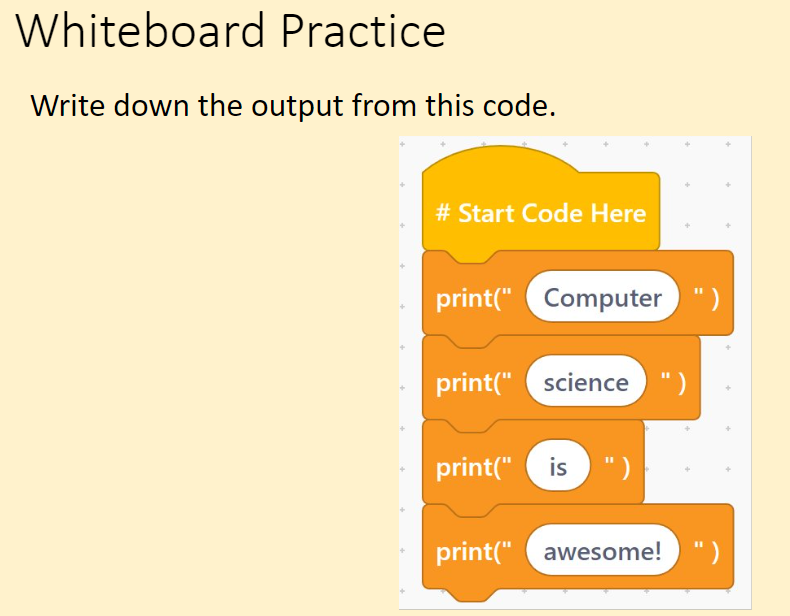 Whiteboard Practice
Write down the output from this code.
# Start Code Here
print(" Computer " )
print(" science " )
print(" is " )
print(" awesome! " )